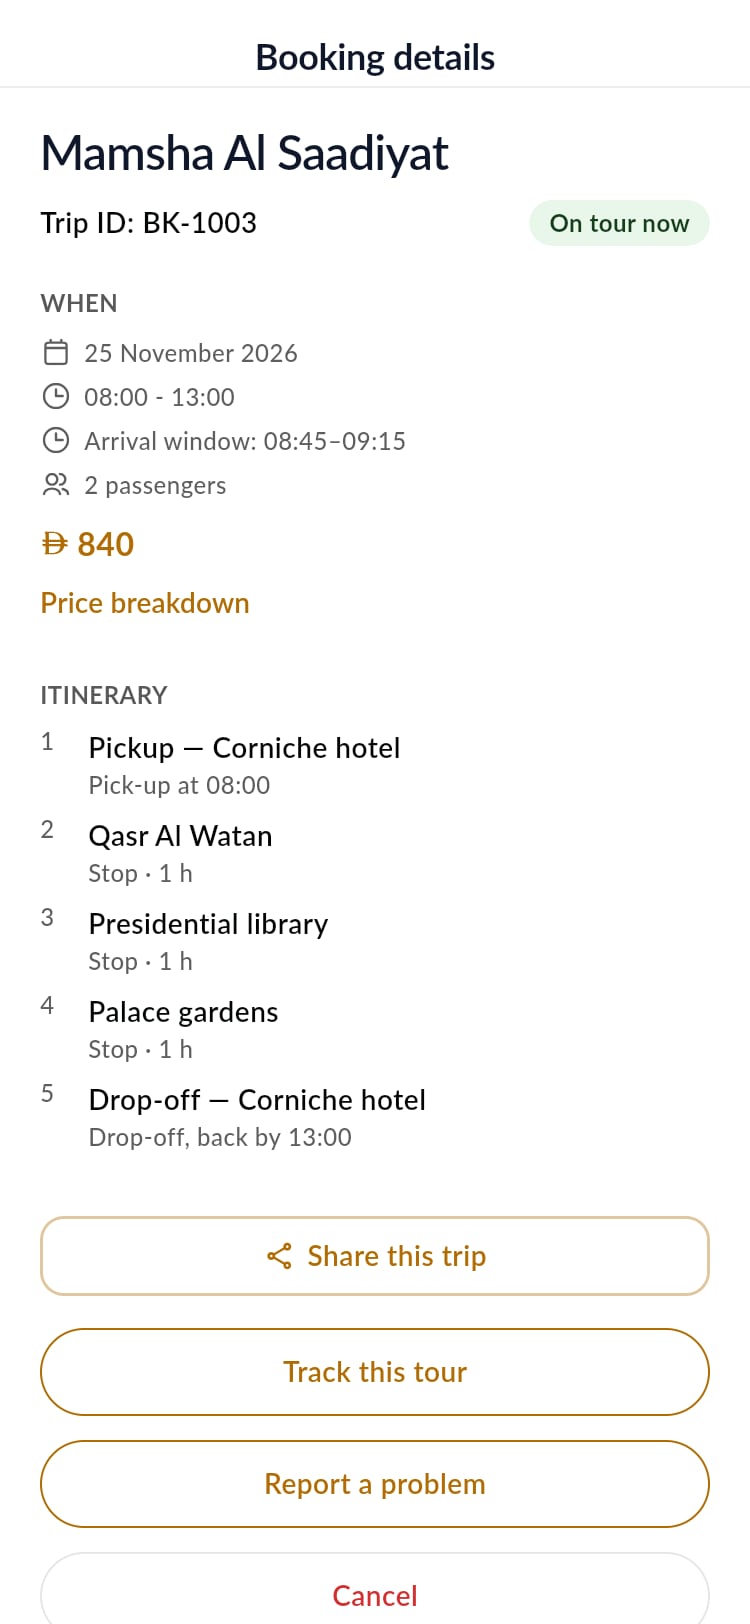 Booking details
Mamsha Al Saadiyat
Trip ID: BK-1003
On tour now
WHEN
25 November 2026
08:00 - 13:00
Arrival window: 08:45–09:15
2 passengers
840
Price breakdown
ITINERARY
1 Pickup — Corniche hotel
Pick-up at 08:00
2 Qasr Al Watan
Stop · 1 h
3 Presidential library
Stop · 1 h
4 Palace gardens
Stop · 1 h
5 Drop-off — Corniche hotel
Drop-off, back by 13:00
Share this trip
Track this tour
Report a problem
Cancel